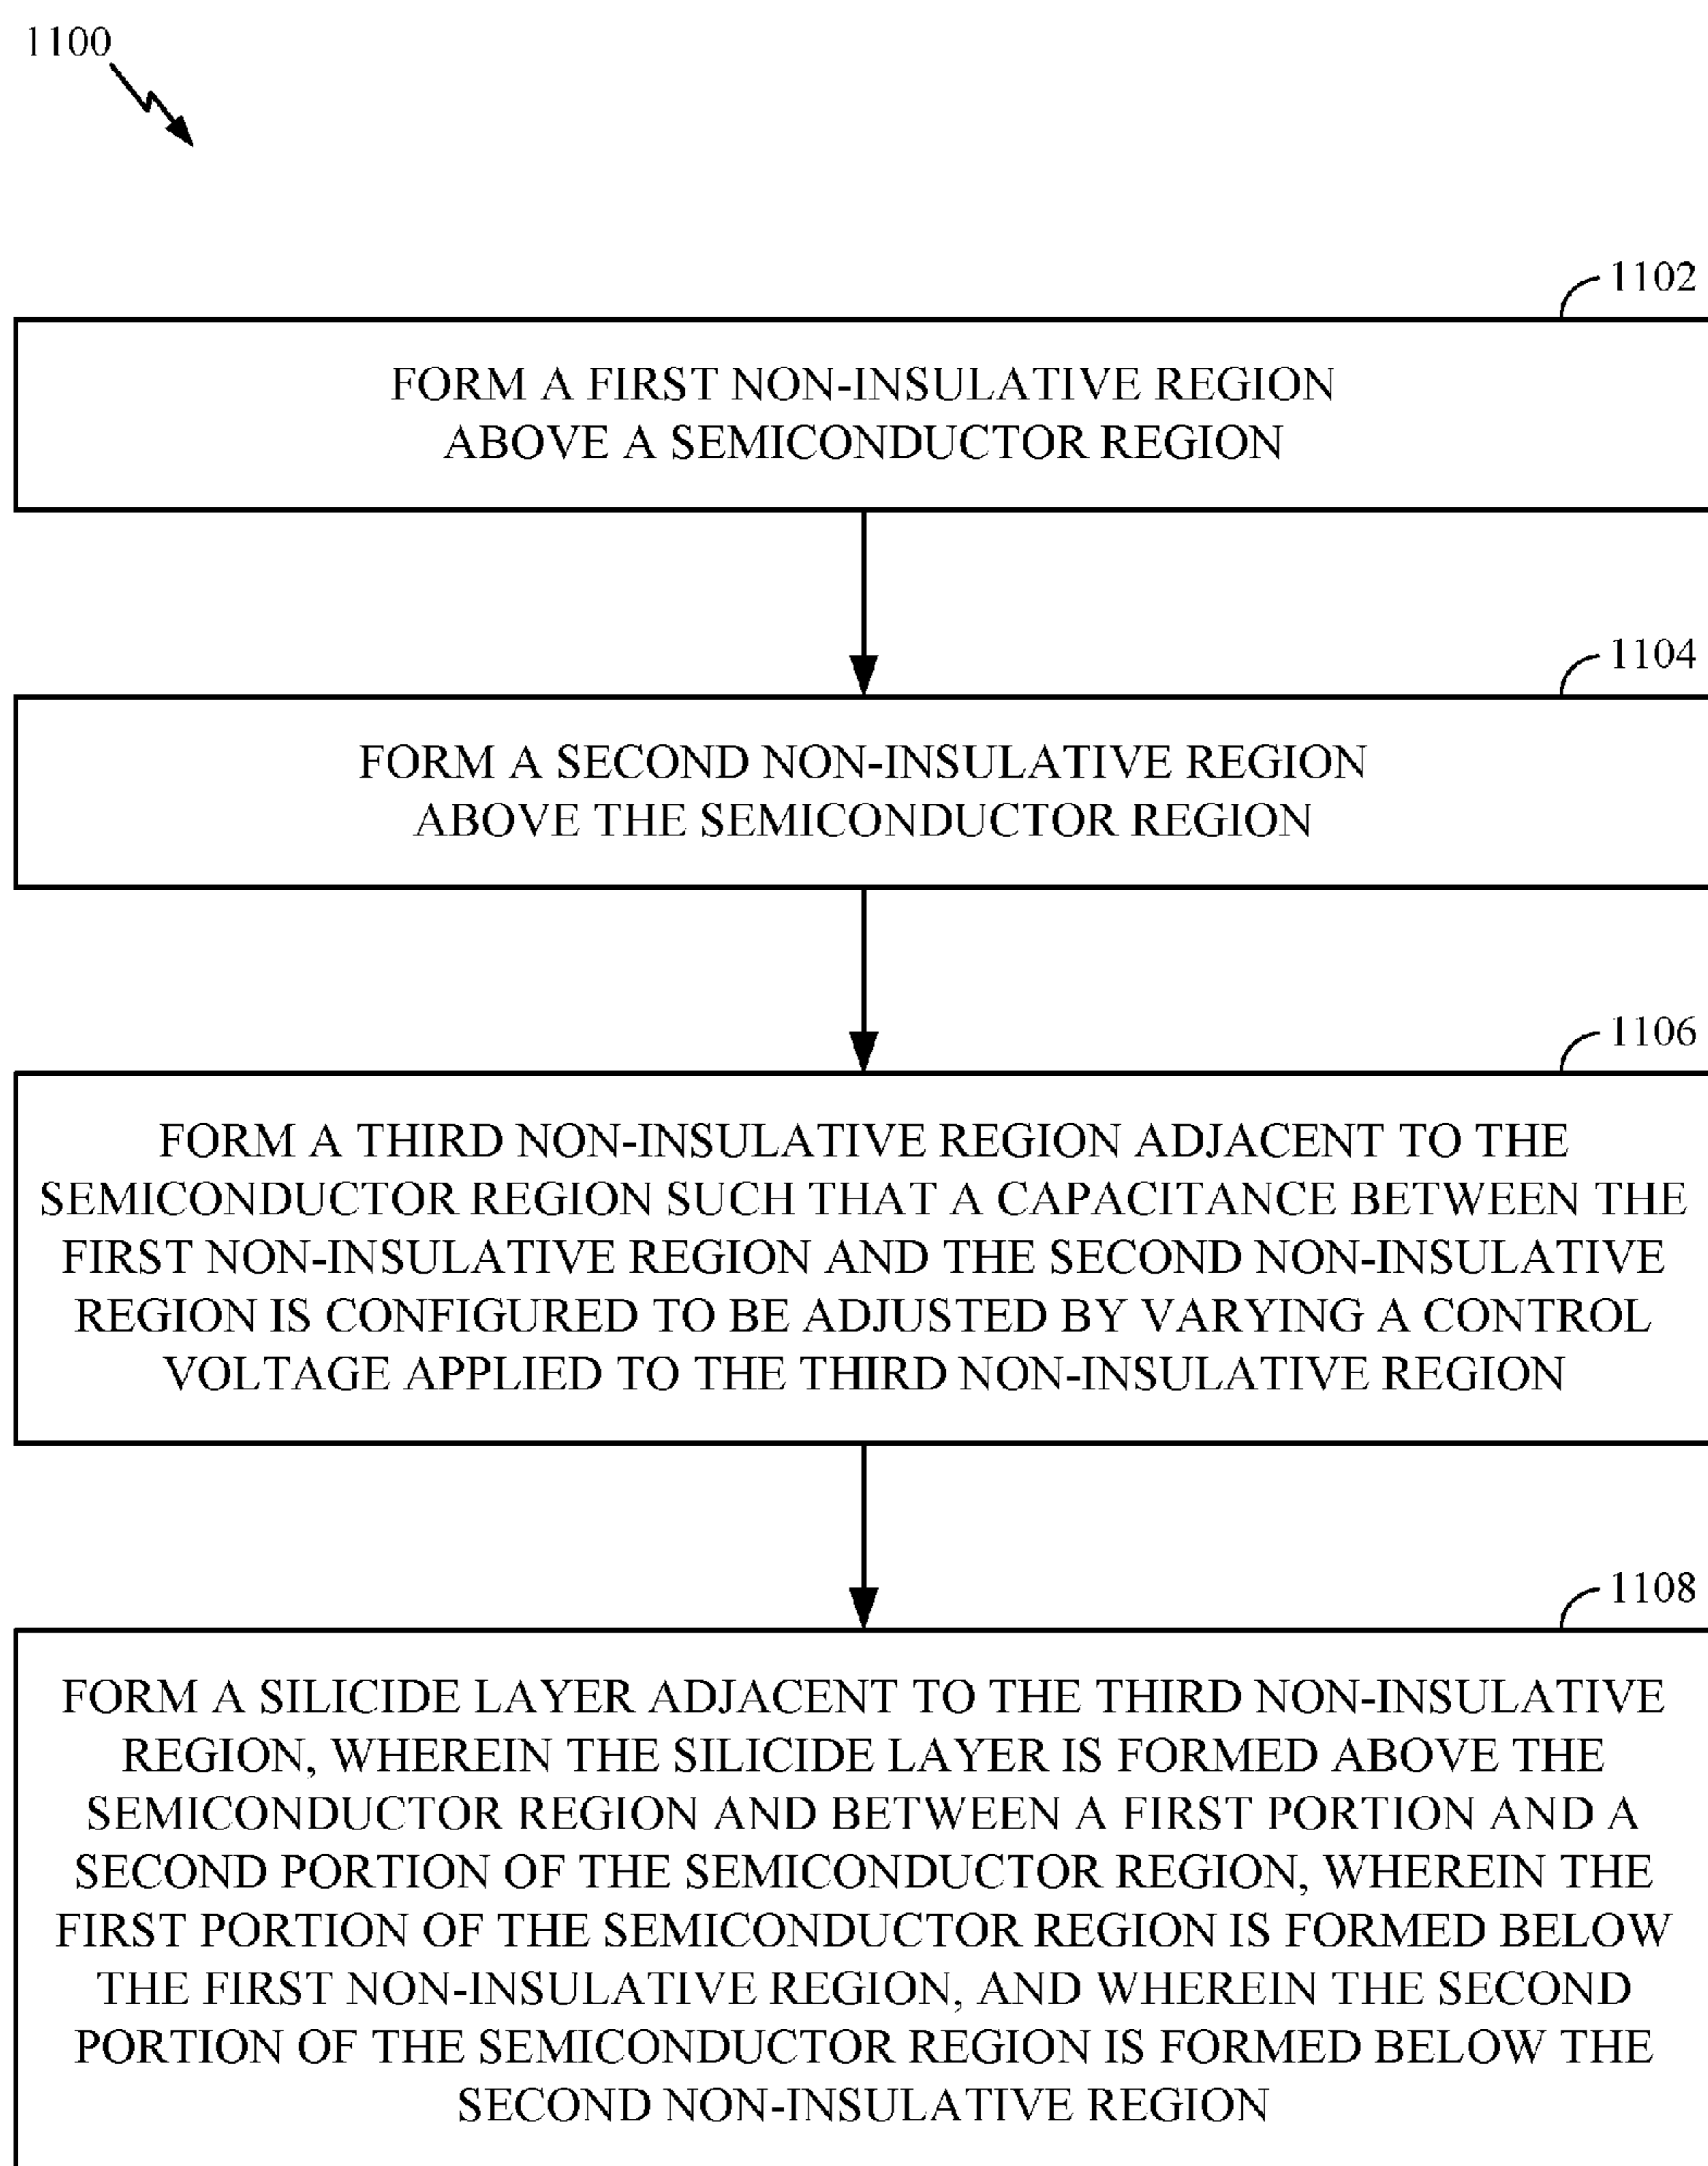 1100
1102
FORM A FIRST NON-INSULATIVE REGION
ABOVE A SEMICONDUCTOR REGION
1104
FORM A SECOND NON-INSULATIVE REGION
ABOVE THE SEMICONDUCTOR REGION
1106
FORM A THIRD NON-INSULATIVE REGION ADJACENT TO THE
SEMICONDUCTOR REGION SUCH THAT A CAPACITANCE BETWEEN THE
FIRST NON-INSULATIVE REGION AND THE SECOND NON-INSULATIVE
REGION IS CONFIGURED TO BE ADJUSTED BY VARYING A CONTROL
VOLTAGE APPLIED TO THE THIRD NON-INSULATIVE REGION
1108
FORM A SILICIDE LAYER ADJACENT TO THE THIRD NON-INSULATIVE
REGION, WHEREIN THE SILICIDE LAYER IS FORMED ABOVE THE
SEMICONDUCTOR REGION AND BETWEEN A FIRST PORTION AND A
SECOND PORTION OF THE SEMICONDUCTOR REGION, WHEREIN THE
FIRST PORTION OF THE SEMICONDUCTOR REGION IS FORMED BELOW
THE FIRST NON-INSULATIVE REGION, AND WHEREIN THE SECOND
PORTION OF THE SEMICONDUCTOR REGION IS FORMED BELOW THE
SECOND NON-INSULATIVE REGION